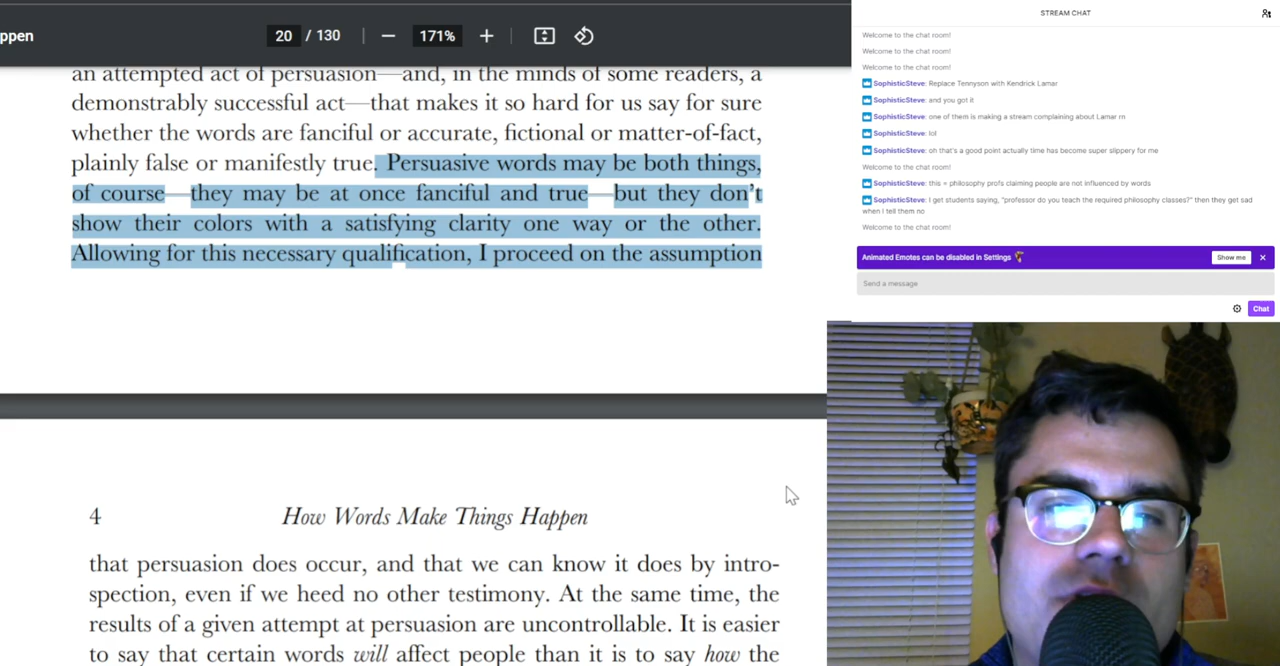 ppen
20 / 130
171%
an attempted act of persuasion—and, in the minds of some readers, a
demonstrably successful act—that makes it so hard for us say for sure
whether the words are fanciful or accurate, fictional or matter-of-fact,
plainly false or manifestly true. Persuasive words may be both things,
of course—they may be at once fanciful and true—but they don't
show their colors with a satisfying clarity one way or the other.
Allowing for this necessary qualification, I proceed on the assumption
4 How Words Make Things Happen
that persuasion does occur, and that we can know it does by intro-
spection, even if we heed no other testimony. At the same time, the
results of a given attempt at persuasion are uncontrollable. It is easier
to say that certain words will affect people than it is to say how the
STREAM CHAT
Welcome to the chat room!
Welcome to the chat room!
Welcome to the chat room!
SophisticSteve: Replace Tennyson with Kendrick Lamar
SophisticSteve: and you got it
SophisticSteve: one of them is making a stream complaining about Lamar rn
SophisticSteve: lol
SophisticSteve: oh that's a good point actually time has become super slippery for me
Welcome to the chat room!
SophisticSteve: this = philosophy profs claiming people are not influenced by words
SophisticSteve: I get students saying, "professor do you teach the required philosophy classes?" then they get sad
when I tell them no
Welcome to the chat room!
Animated Emotes can be disabled in Settings
Show me
Send a message
Chat